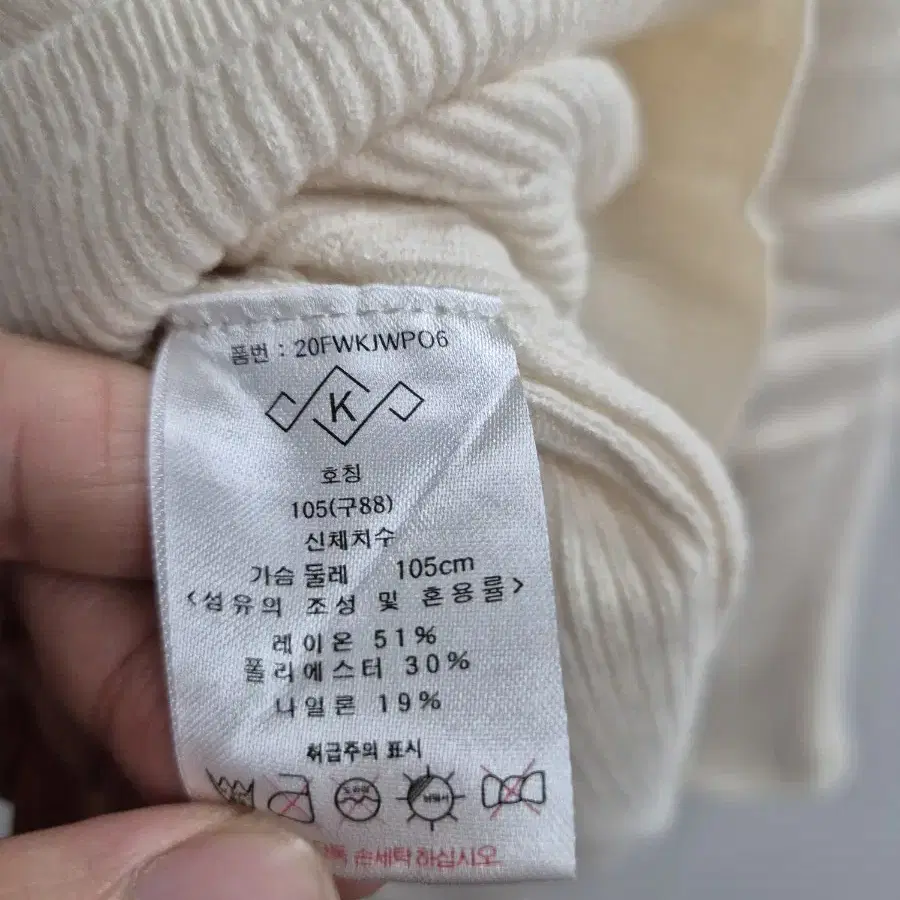 품번 : 20FWKJWP06
K
호칭
105(구88)
신체치수
가슴 둘레 105cm
<섬유의 조성 및 혼용률>
레이온 51%
폴리에스터 30%
나일론 19%
취급주의 표시
손세탁 하십시오